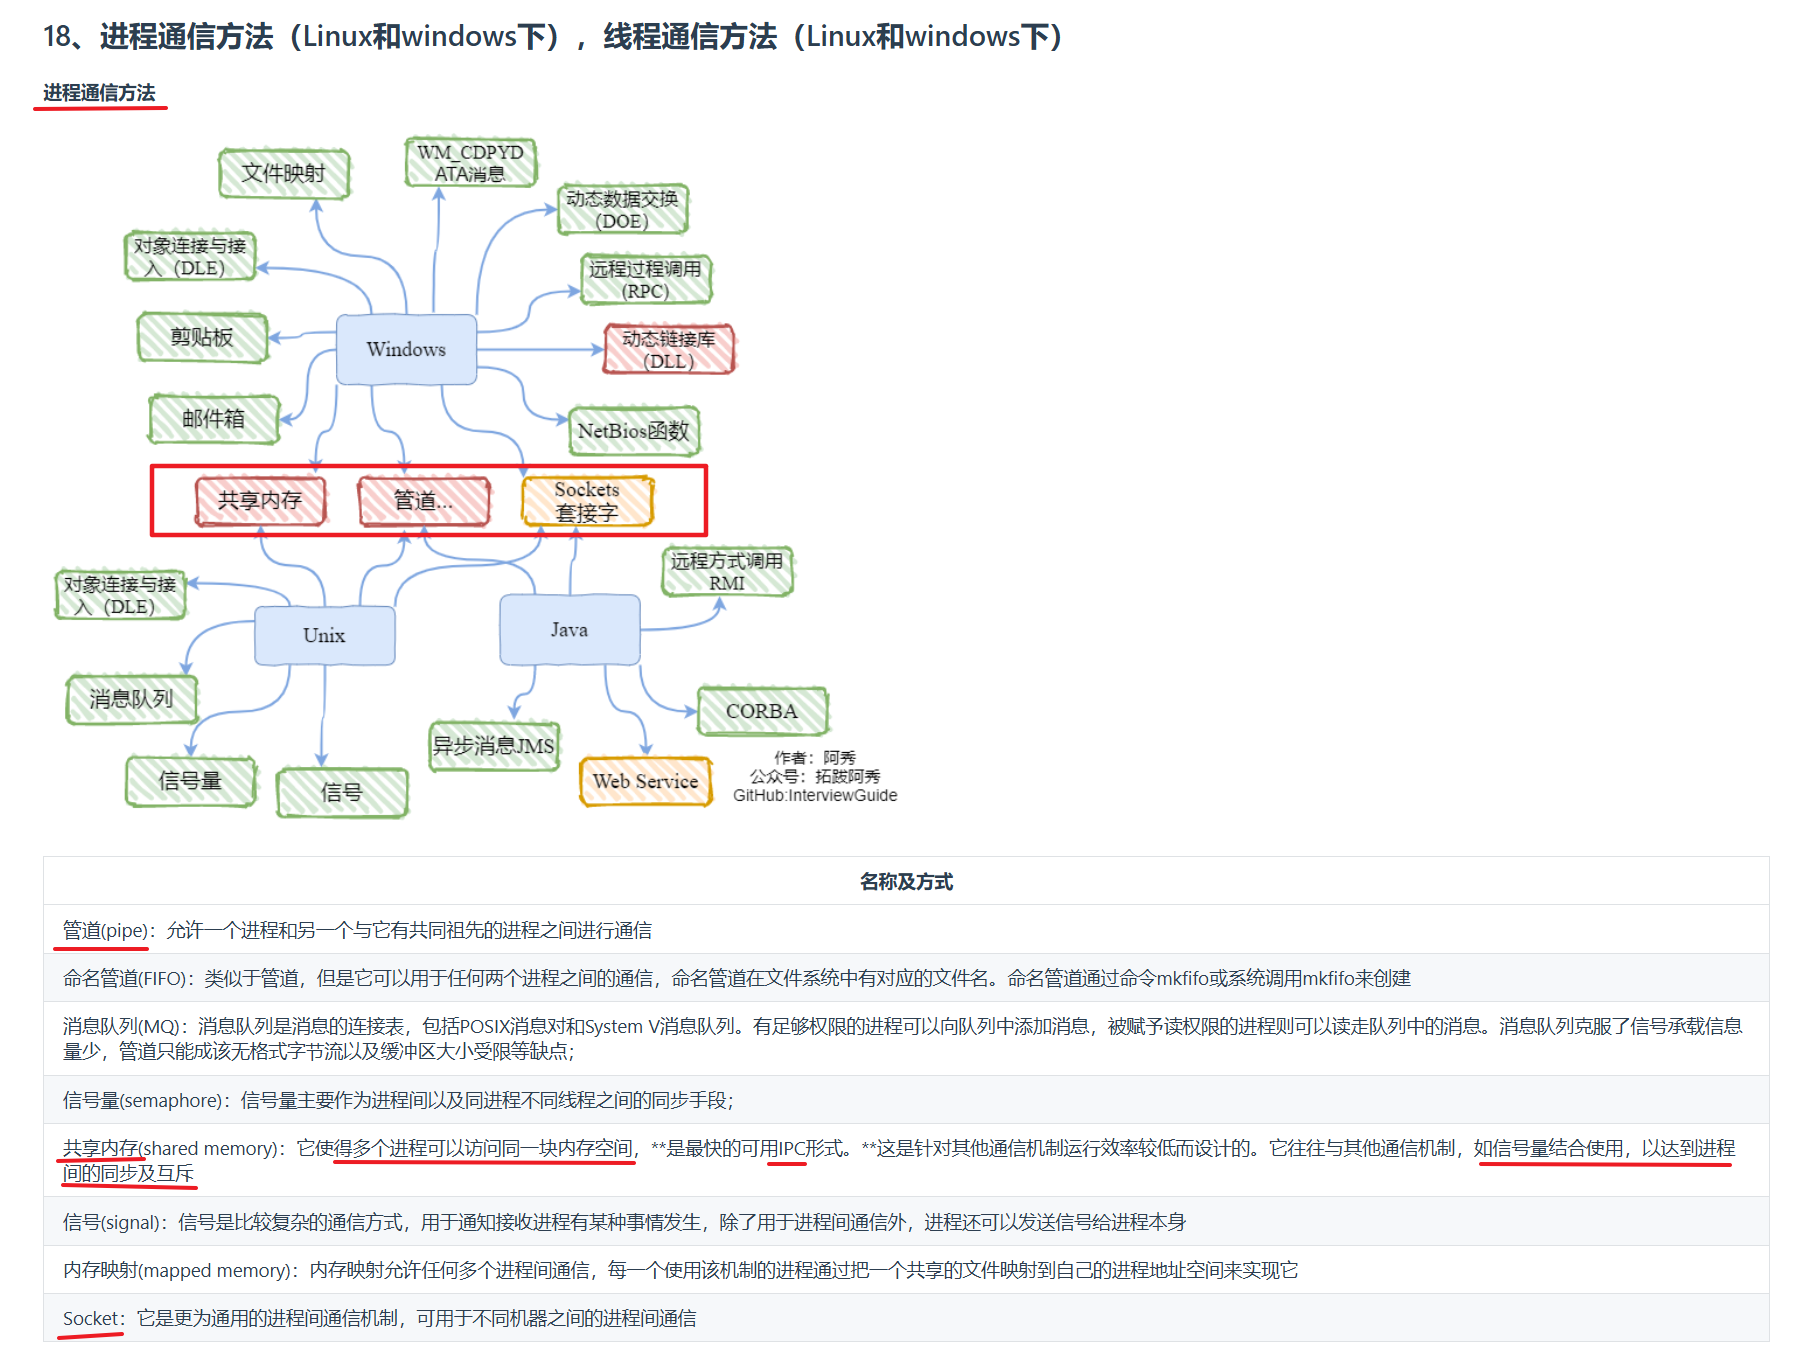 18、进程通信方法（Linux和windows下），线程通信方法（Linux和windows下）
进程通信方法
文件映射
WM_CDPYD
ATA消息
动态数据交换
（DOE）
对象连接与接
入（DLE）
远程过程调用
（RPC）
剪贴板
Windows
动态链接库
（DLL）
邮件箱
NetBios函数
共享内存
管道...
Sockets
套接字
远程方式调用
RMI
对象连接与接
入（DLE）
Unix
Java
消息队列
CORBA
异步消息JMS
信号量
信号
Web Service
作者：阿秀
公众号：拓跋阿秀
GitHub:InterviewGuide
名称及方式
管道(pipe)：允许一个进程和另一个与它有共同祖先的进程之间进行通信
命名管道(FIFO)：类似于管道，但是它可以用于任何两个进程之间的通信，命名管道在文件系统中有对应的文件名。命名管道通过命令mkfifo或系统调用mkfifo来创建
消息队列(MQ)：消息队列是消息的连接表，包括POSIX消息对和System V消息队列。有足够权限的进程可以向队列中添加消息，被赋予读权限的进程则可以读走队列中的消息。消息队列克服了信号承载信息
量少，管道只能成该无格式字节流以及缓冲区大小受限等缺点；
信号量(semaphore)：信号量主要作为进程间以及同进程不同线程之间的同步手段；
共享内存(shared memory)：它使得多个进程可以访问同一块内存空间，**是最快的可用IPC形式。**这是针对其他通信机制运行效率较低而设计的。它往往与其他通信机制，如信号量结合使用，以达到进程
间的同步及互斥
信号(signal)：信号是比较复杂的通信方式，用于通知接收进程有某种事情发生，除了用于进程间通信外，进程还可以发送信号给进程本身
内存映射(mapped memory)：内存映射允许任何多个进程间通信，每一个使用该机制的进程通过把一个共享的文件映射到自己的进程地址空间来实现它
Socket：它是更为通用的进程间通信机制，可用于不同机器之间的进程间通信